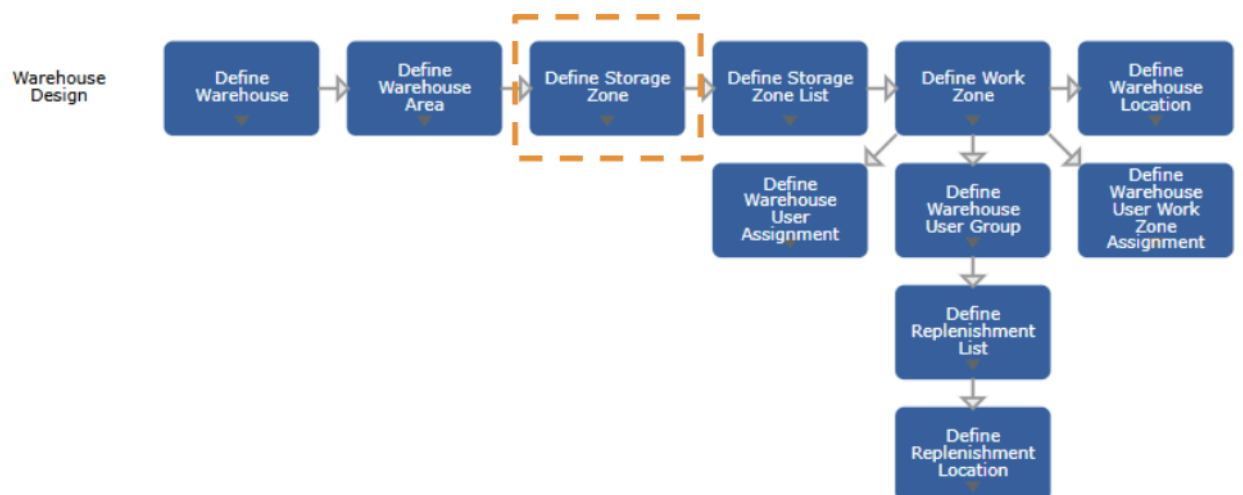 Warehouse
Design
Define
Warehouse
Define
Warehouse
Area
Define Storage
Zone
Define Storage
Zone List
Define Work
Zone
Define
Warehouse
Location
Define
Warehouse
User
Assignment
Define
Warehouse
User Group
Define
Warehouse
User Work
Zone
Assignment
Define
Replenishment
List
Define
Replenishment
Location